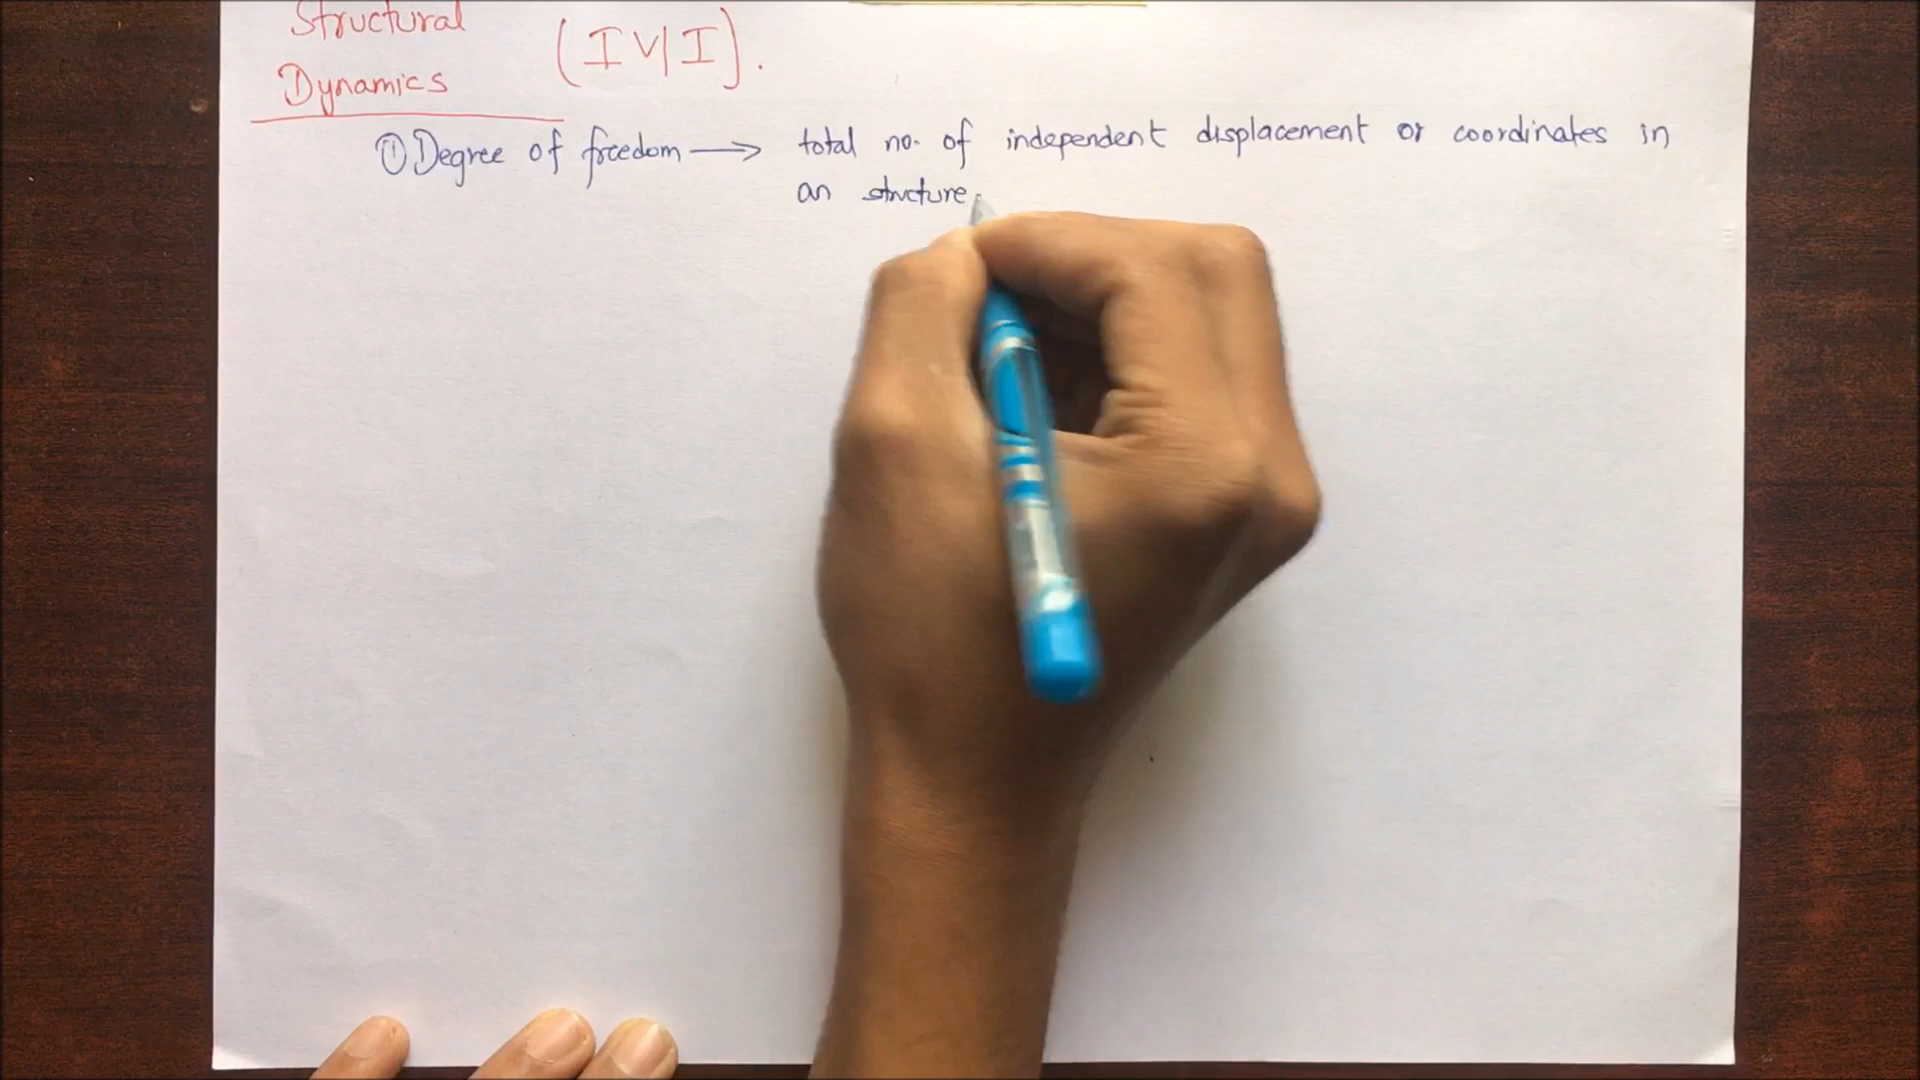 Structural
Dynamics
(IV/I).
① Degree of freedom → total no. of independent displacement or coordinates in
an structure.